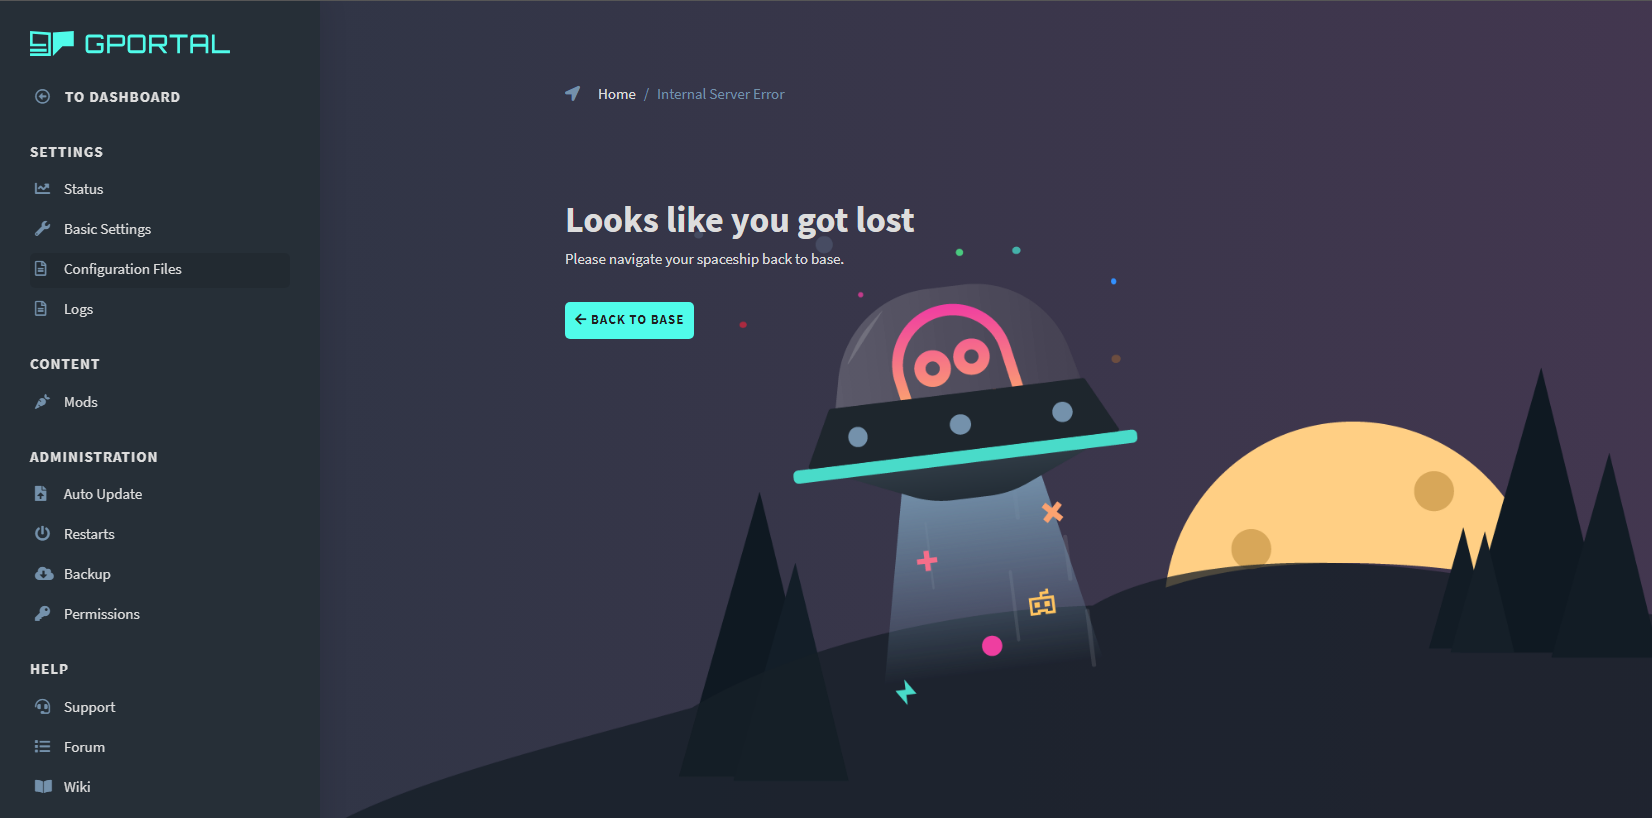 GPORTAL
TO DASHBOARD
SETTINGS
Status
Basic Settings
Configuration Files
Logs
CONTENT
Mods
ADMINISTRATION
Auto Update
Restarts
Backup
Permissions
HELP
Support
Forum
Wiki
Home / Internal Server Error
Looks like you got lost
Please navigate your spaceship back to base.
BACK TO BASE